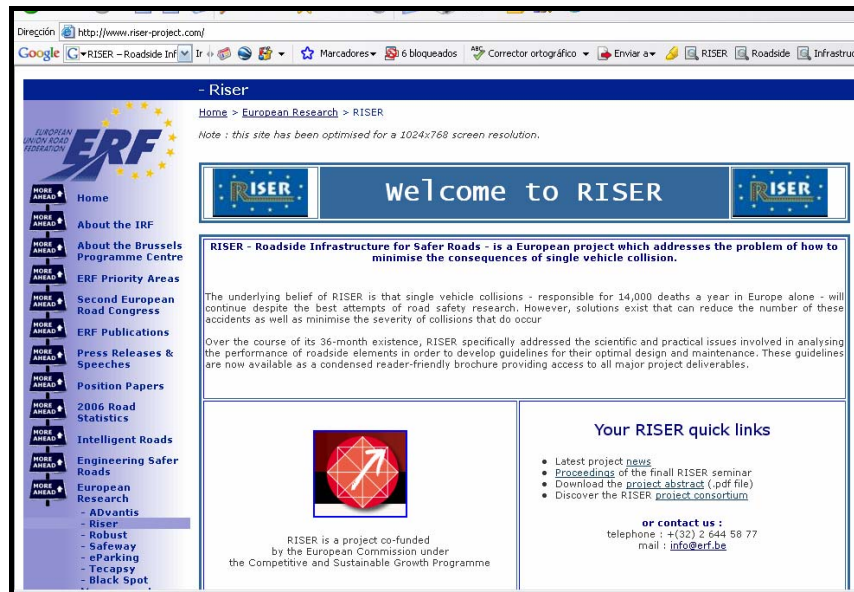 Dirección http://www.riser-project.com/
Google G RISER – Roadside Inf Ir Marcadores 6 bloqueados Corrector ortográfico Enviar a RISER Roadside Infrastruc
- Riser
Home > European Research > RISER
Note : this site has been optimised for a 1024x768 screen resolution.
EUROPEAN
UNION ROAD
FEDERATION
ERF
RISER Welcome to RISER RISER
MORE AHEAD Home
MORE AHEAD About the IRF
MORE AHEAD About the Brussels
Programme Centre
MORE AHEAD ERF Priority Areas
MORE AHEAD Second European
Road Congress
MORE AHEAD ERF Publications
MORE AHEAD Press Releases &
Speeches
MORE AHEAD Position Papers
MORE AHEAD 2006 Road
Statistics
MORE AHEAD Intelligent Roads
MORE AHEAD Engineering Safer
Roads
MORE AHEAD European
Research
- ADvantis
- Riser
- Robust
- Safeway
- eParking
- Tecapsy
- Black Spot
RISER - Roadside Infrastructure for Safer Roads - is a European project which addresses the problem of how to
minimise the consequences of single vehicle collision.
The underlying belief of RISER is that single vehicle collisions - responsible for 14,000 deaths a year in Europe alone - will
continue despite the best attempts of road safety research. However, solutions exist that can reduce the number of these
accidents as well as minimise the severity of collisions that do occur
Over the course of its 36-month existence, RISER specifically addressed the scientific and practical issues involved in analysing
the performance of roadside elements in order to develop guidelines for their optimal design and maintenance. These guidelines
are now available as a condensed reader-friendly brochure providing access to all major project deliverables.
RISER is a project co-funded
by the European Commission under
the Competitive and Sustainable Growth Programme
Your RISER quick links
Latest project news
Proceedings of the finall RISER seminar
Download the project abstract (.pdf file)
Discover the RISER project consortium
or contact us :
telephone : +(32) 2 644 58 77
mail : info@erf.be